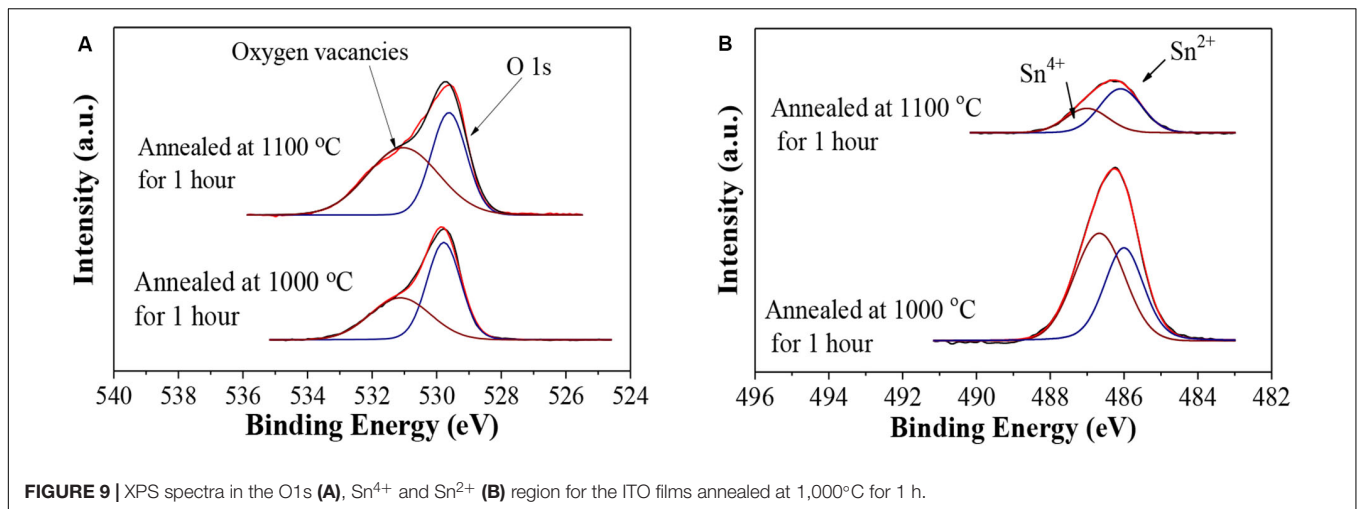 A
Oxygen vacancies
O 1s
Annealed at 1100 °C
for 1 hour
Annealed at 1000 °C
for 1 hour
Intensity (a.u.)
540 538 536 534 532 530 528 526 524
Binding Energy (eV)
B
Sn2+
Sn4+
Annealed at 1100 °C
for 1 hour
Annealed at 1000 °C
for 1 hour
Intensity (a.u.)
496 494 492 490 488 486 484 482
Binding Energy (eV)
FIGURE 9 | XPS spectra in the O1s (A), Sn4+ and Sn2+ (B) region for the ITO films annealed at 1,000°C for 1 h.